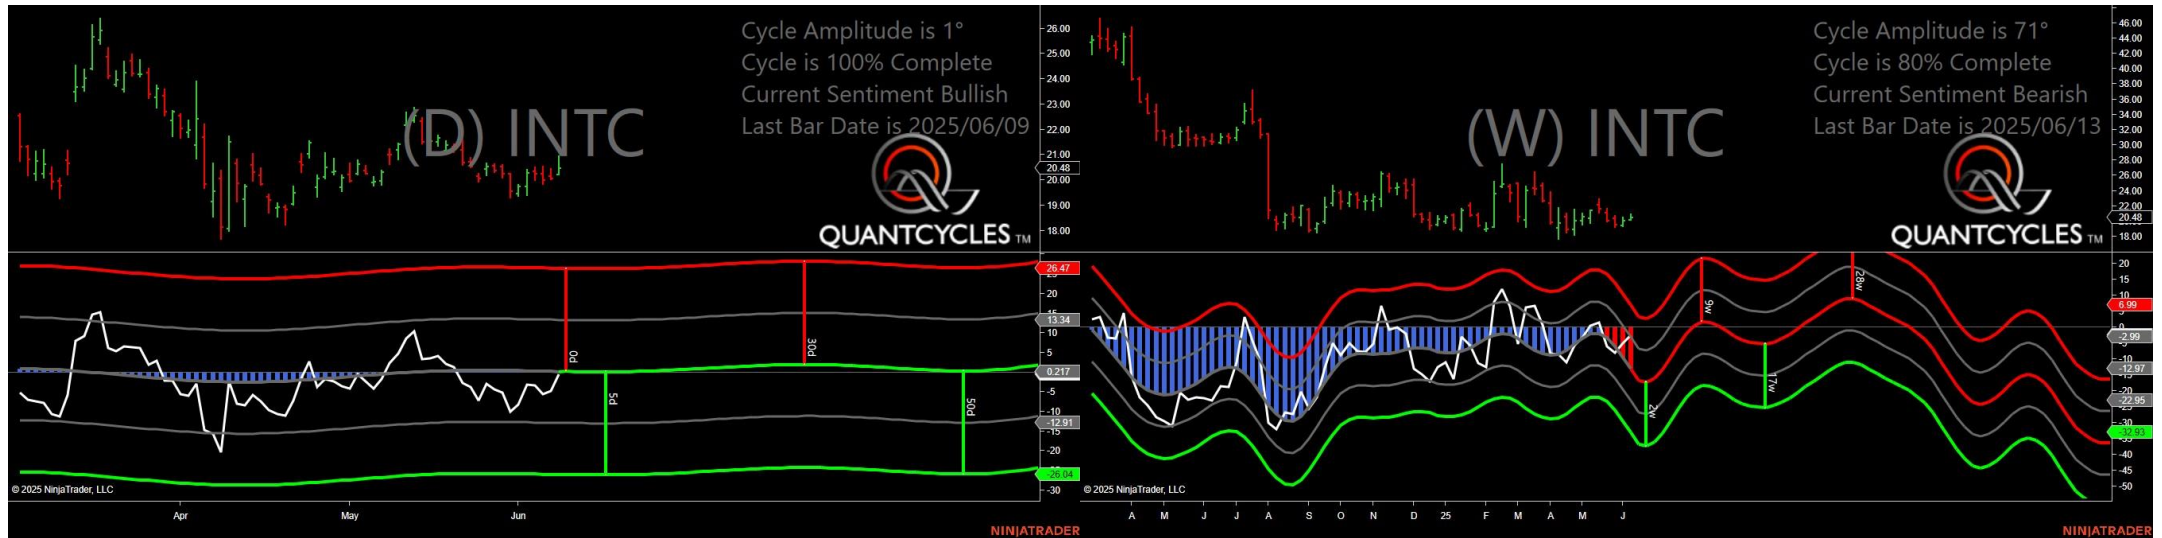 Cycle Amplitude is 1°
Cycle is 100% Complete
Current Sentiment Bullish
Last Bar Date is 2025/06/09
(D) INTC
QUANTCYCLES TM
26.00
25.00
24.00
23.00
22.00
21.00
20.48
20.00
19.00
18.00
26.47
20
15
13.34
10
5
0.217
-5
-10
-12.91
-15
-20
-26.04
-30
0d
5d
30d
50d
© 2025 NinjaTrader, LLC
Apr
May
Jun
NINJATRADER
Cycle Amplitude is 71°
Cycle is 80% Complete
Current Sentiment Bearish
Last Bar Date is 2025/06/13
(W) INTC
QUANTCYCLES TM
46.00
44.00
42.00
40.00
38.00
36.00
34.00
32.00
30.00
28.00
26.00
24.00
22.00
20.48
18.00
20
15
10
6.99
-2.99
-10
-12.97
-20
-22.95
-32.93
-40
-45
-50
2w
9w
17w
28w
© 2025 NinjaTrader, LLC
A M J J A S O N D 25 F M A M J
NINJATRADER